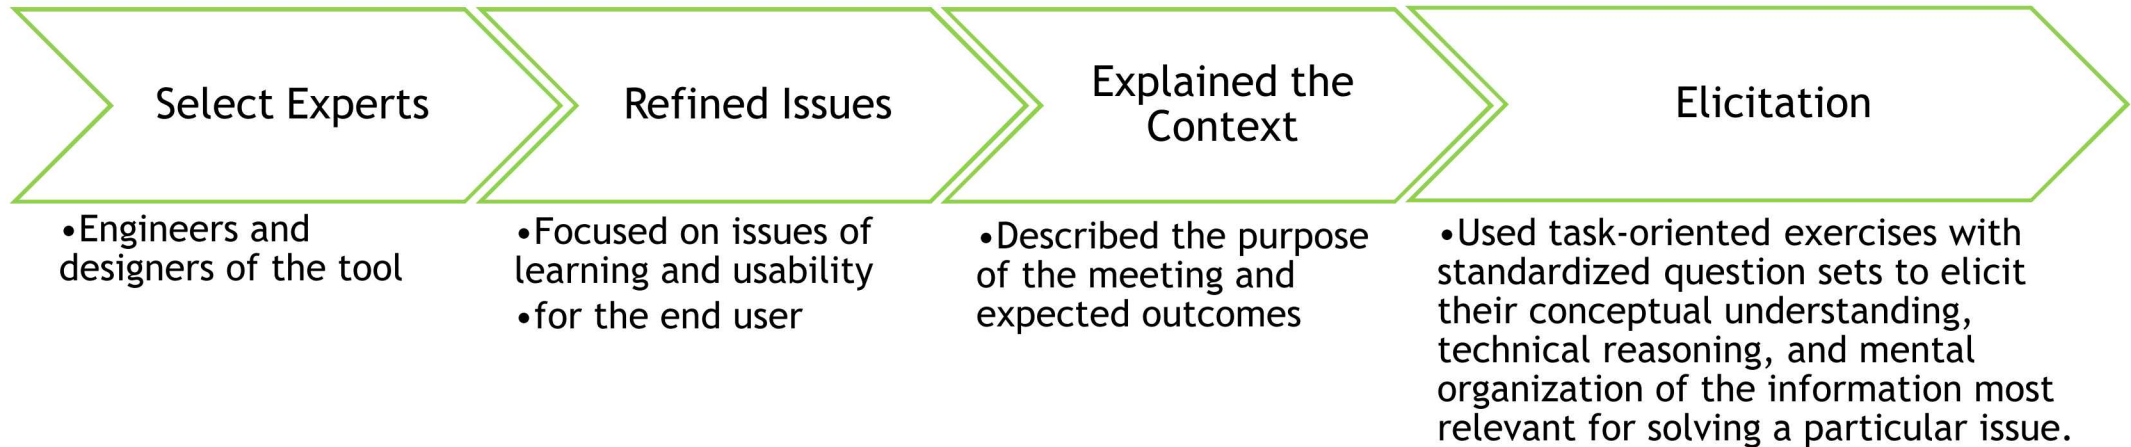 Select Experts
Refined Issues
Explained the
Context
Elicitation
•Engineers and
designers of the tool
•Focused on issues of
learning and usability
•for the end user
•Described the purpose
of the meeting and
expected outcomes
•Used task-oriented exercises with
standardized question sets to elicit
their conceptual understanding,
technical reasoning, and mental
organization of the information most
relevant for solving a particular issue.